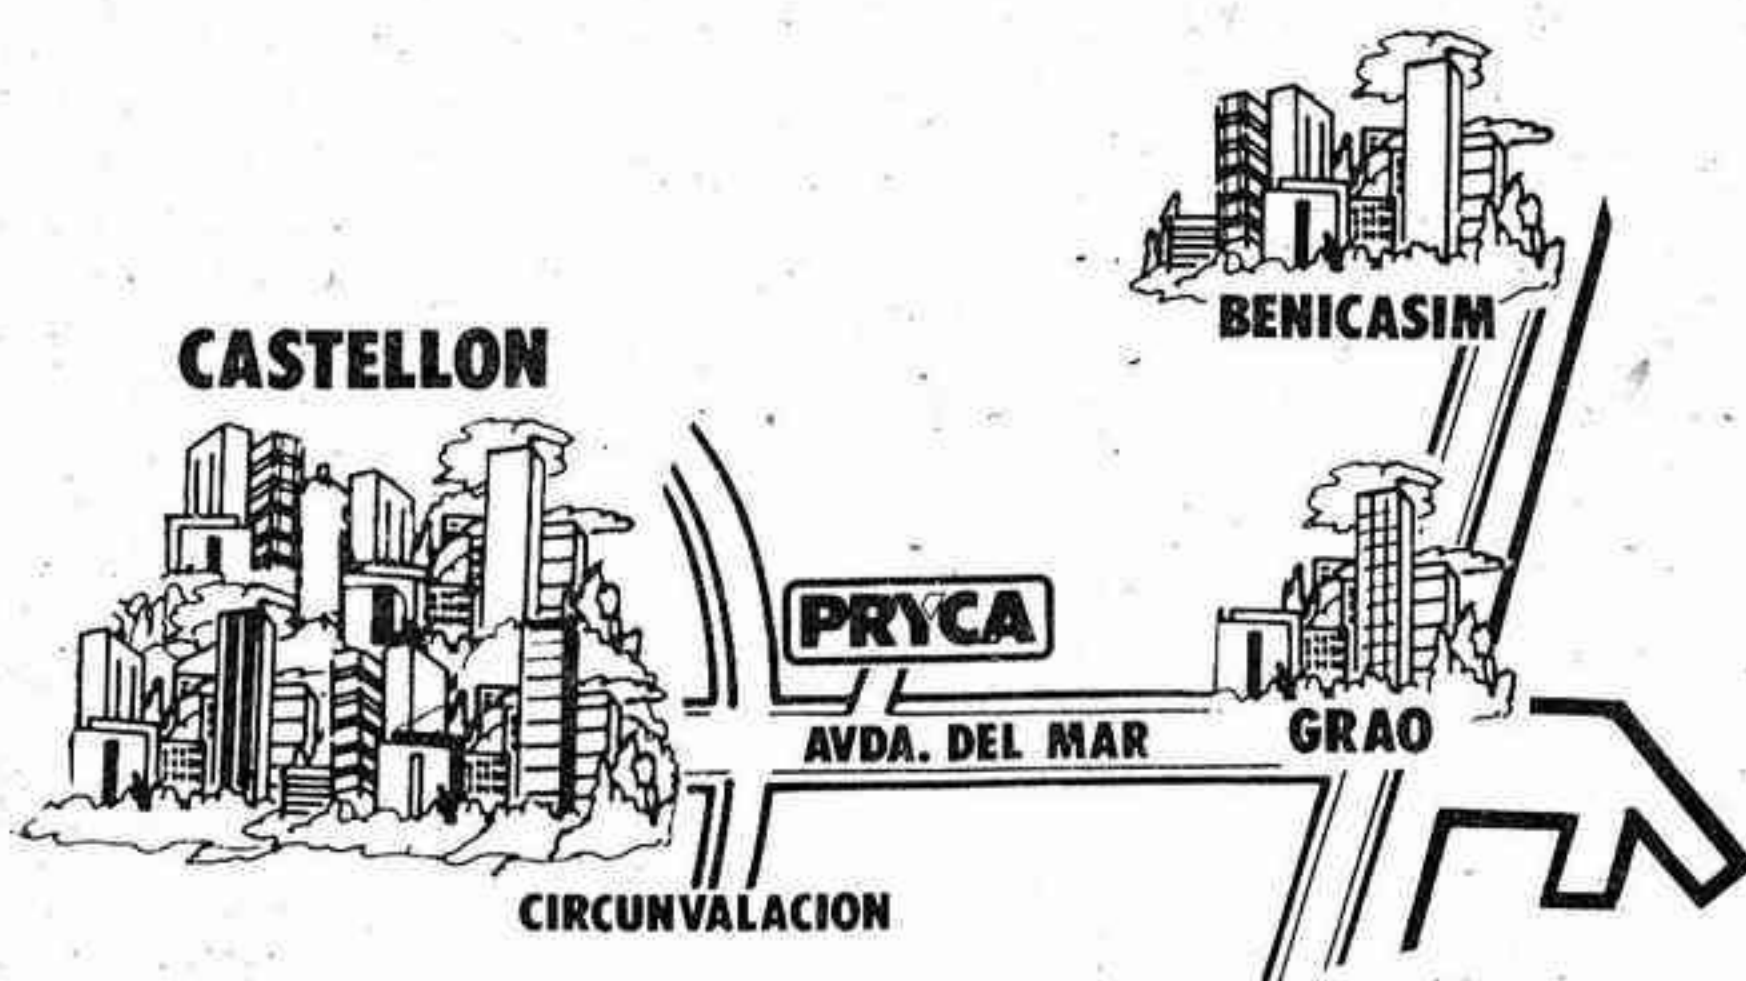 BENICASIM
CASTELLON
PRYCA
AVDA. DEL MAR
GRAO
CIRCUNVALACION